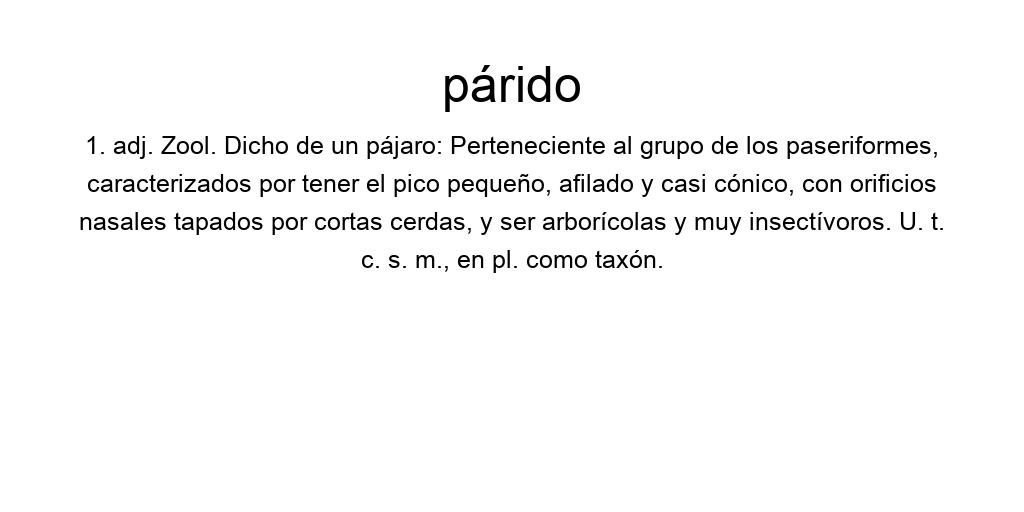 párido
1. adj. Zool. Dicho de un pájaro: Perteneciente al grupo de los paseriformes,
caracterizados por tener el pico pequeño, afilado y casi cónico, con orificios
nasales tapados por cortas cerdas, y ser arborícolas y muy insectívoros. U. t.
c. s. m., en pl. como taxón.